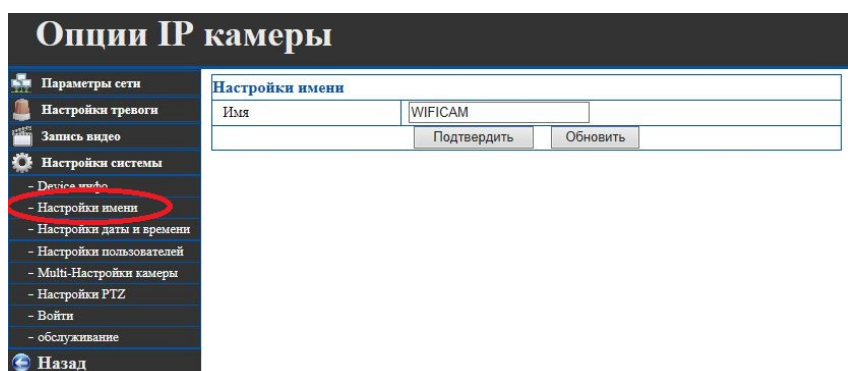 Опции IP камеры
Параметры сети
Настройки тревоги
Запись видео
Настройки системы
- Device инфо
- Настройки имени
- Настройки даты и времени
- Настройки пользователей
- Multi-Настройки камеры
- Настройки PTZ
- Войти
- обслуживание
Назад
Настройки имени
Имя WIFICAM
Подтвердить Обновить